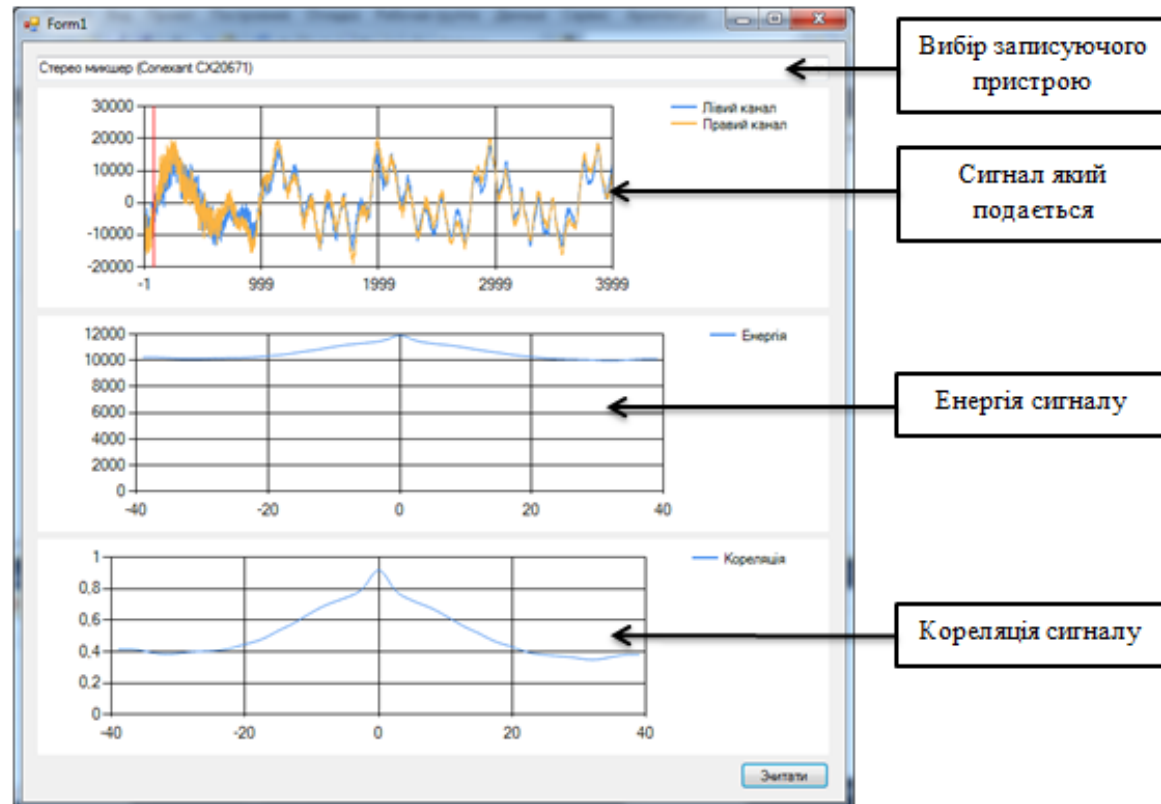 Form1
Стерео микшер (Conexant CX20671)
Вибір записуючого
пристрою
30000
20000
10000
0
-10000
-20000
-1
999
1999
2999
3999
Лівий канал
Правий канал
Сигнал який
подається
12000
10000
8000
6000
4000
2000
0
-40
-20
0
20
40
Енергія
Енергія сигналу
1
0.8
0.6
0.4
0.2
0
-40
-20
0
20
40
Кореляція
Кореляція сигналу
Зчитати